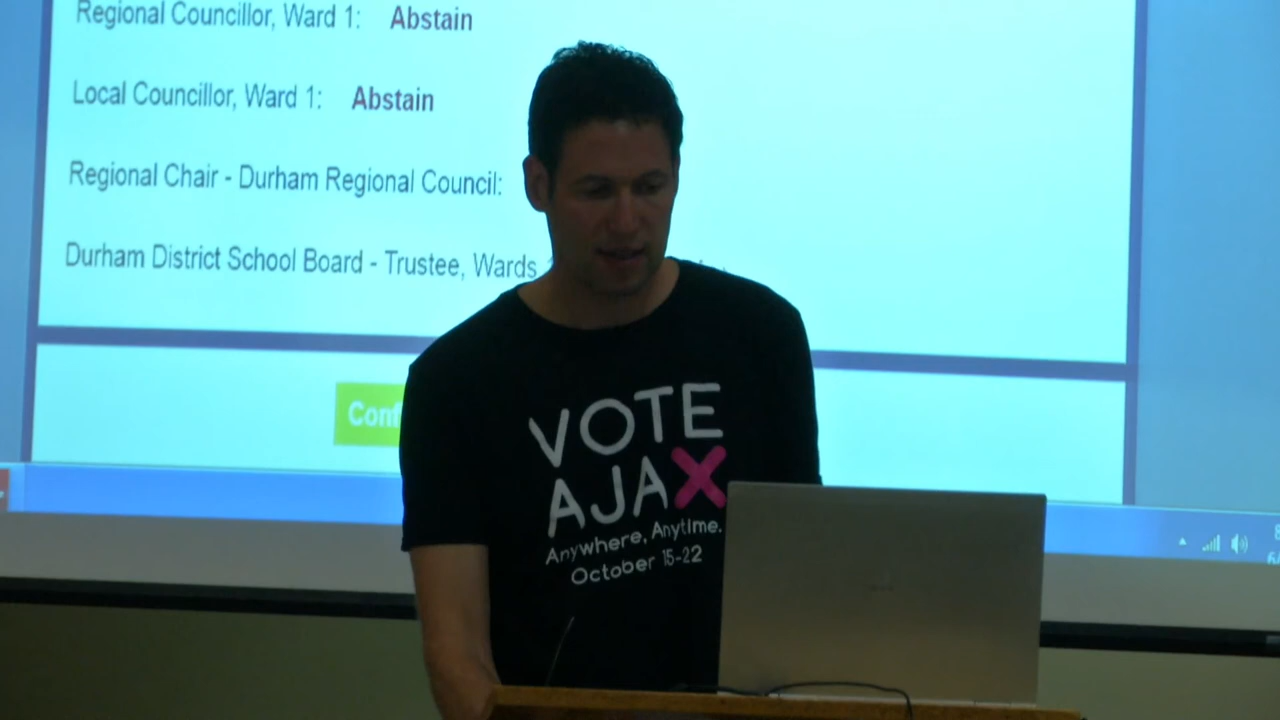 Regional Councillor, Ward 1: Abstain
Local Councillor, Ward 1: Abstain
Regional Chair - Durham Regional Council:
Durham District School Board - Trustee, Wards
VOTE
AJAX
Anywhere, Anytime.
October 15-22